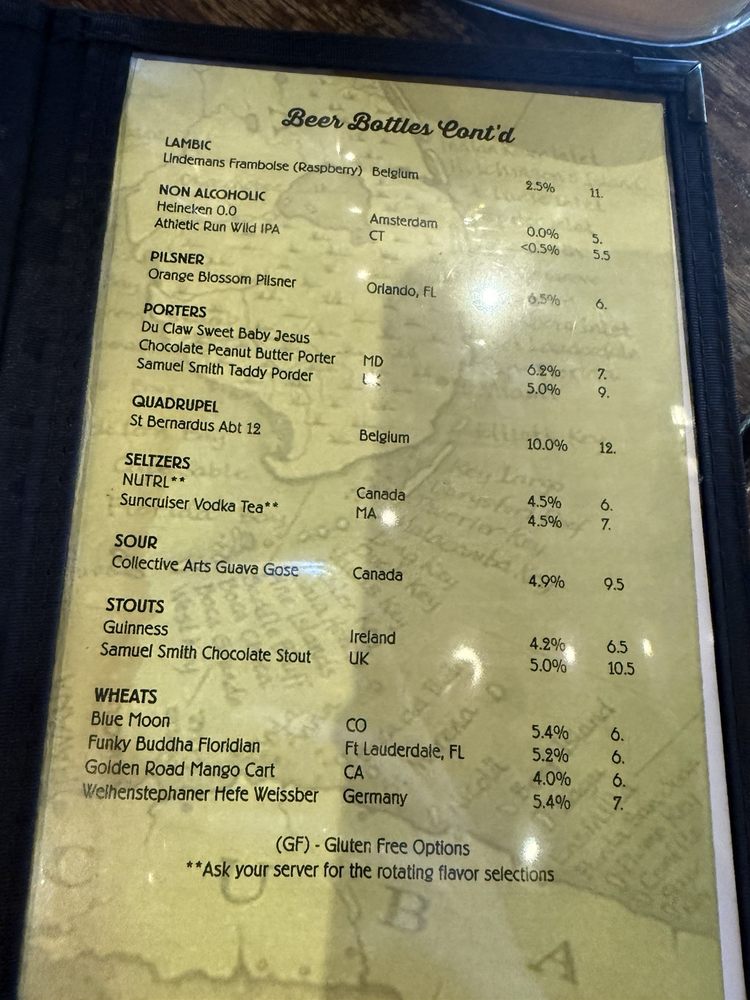 Beer Bottles Cont'd
LAMBIC
Lindemans Framboise (Raspberry) Belgium 2.5% 11.
NON ALCOHOLIC
Heineken 0.0 Amsterdam 0.0% 5.
Athletic Run Wild IPA CT <0.5% 5.5
PILSNER
Orange Blossom Pilsner Orlando, FL 6.5% 6.
PORTERS
Du Claw Sweet Baby Jesus
Chocolate Peanut Butter Porter MD 6.2% 7.
Samuel Smith Taddy Porder UK 5.0% 9.
QUADRUPEL
St Bernardus Abt 12 Belgium 10.0% 12.
SELTZERS
NUTRL** Canada 4.5% 6.
Suncruiser Vodka Tea** MA 4.5% 7.
SOUR
Collective Arts Guava Gose Canada 4.9% 9.5
STOUTS
Guinness Ireland 4.2% 6.5
Samuel Smith Chocolate Stout UK 5.0% 10.5
WHEATS
Blue Moon CO 5.4% 6.
Funky Buddha Floridian Ft Lauderdale, FL 5.2% 6.
Golden Road Mango Cart CA 4.0% 6.
Weihenstephaner Hefe Weissber Germany 5.4% 7.
(GF) - Gluten Free Options
**Ask your server for the rotating flavor selections
C U B A